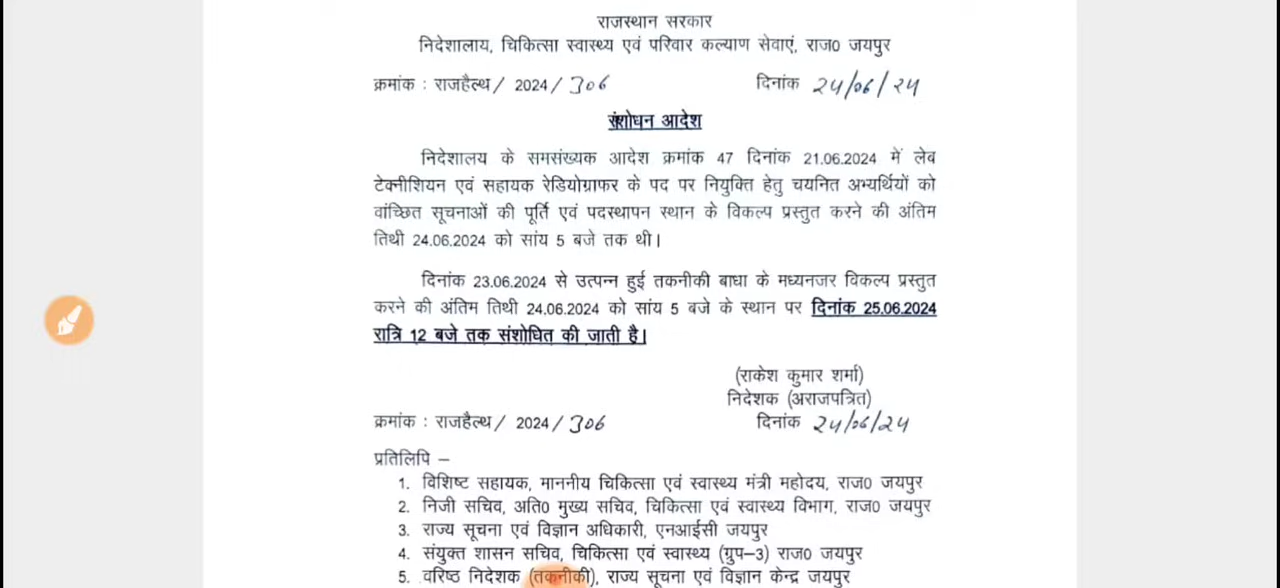 राजस्थान सरकार
निदेशालय, चिकित्सा स्वास्थ्य एवं परिवार कल्याण सेवाएं, राज0 जयपुर
क्रमांक : राजहैल्थ/ 2024/306 दिनांक 24/06/24
संशोधन आदेश
निदेशालय के समसंख्यक आदेश क्रमांक 47 दिनांक 21.06.2024 में लेब
टेक्नीशियन एवं सहायक रेडियोग्राफर के पद पर नियुक्ति हेतु चयनित अभ्यर्थियों को
वांच्छित सूचनाओं की पूर्ति एवं पदस्थापन स्थान के विकल्प प्रस्तुत करने की अंतिम
तिथी 24.06.2024 को सांय 5 बजे तक थी।
दिनांक 23.06.2024 से उत्पन्न हुई तकनीकी बाधा के मध्यनजर विकल्प प्रस्तुत
करने की अंतिम तिथी 24.06.2024 को सांय 5 बजे के स्थान पर दिनांक 25.06.2024
रात्रि 12 बजे तक संशोधित की जाती है।
(राकेश कुमार शर्मा)
निदेशक (अराजपत्रित)
क्रमांक : राजहैल्थ/ 2024/306 दिनांक 24/06/24
प्रतिलिपि –
1. विशिष्ट सहायक, माननीय चिकित्सा एवं स्वास्थ्य मंत्री महोदय, राज0 जयपुर
2. निजी सचिव, अति0 मुख्य सचिव, चिकित्सा एवं स्वास्थ्य विभाग, राज0 जयपुर
3. राज्य सूचना एवं विज्ञान अधिकारी, एनआईसी जयपुर
4. संयुक्त शासन सचिव, चिकित्सा एवं स्वास्थ्य (ग्रुप–3) राज0 जयपुर
5. वरिष्ठ निदेशक (तकनीकी), राज्य सूचना एवं विज्ञान केन्द्र जयपुर